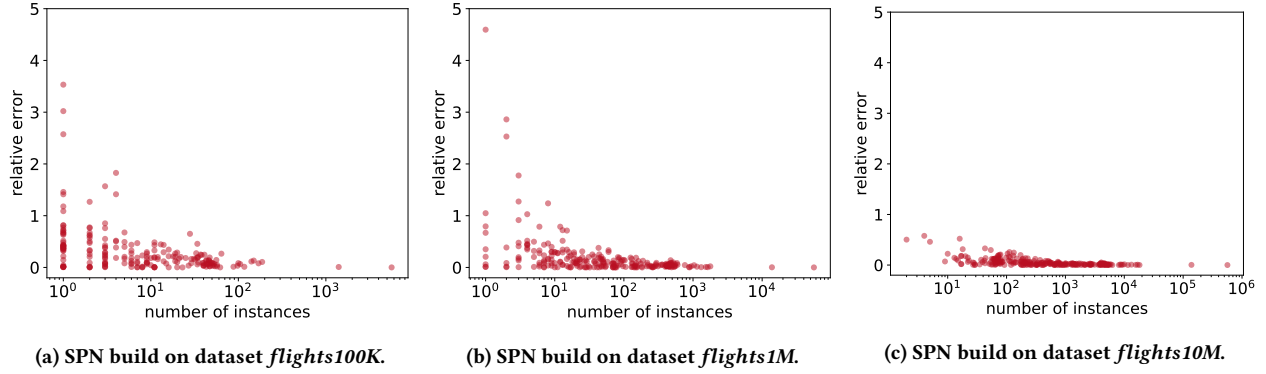 5
4
3
2
1
0
relative error
10^0 10^1 10^2 10^3
number of instances
(a) SPN build on dataset flights100K.
5
4
3
2
1
0
relative error
10^0 10^1 10^2 10^3 10^4
number of instances
(b) SPN build on dataset flights1M.
5
4
3
2
1
0
relative error
10^1 10^2 10^3 10^4 10^5 10^6
number of instances
(c) SPN build on dataset flights10M.